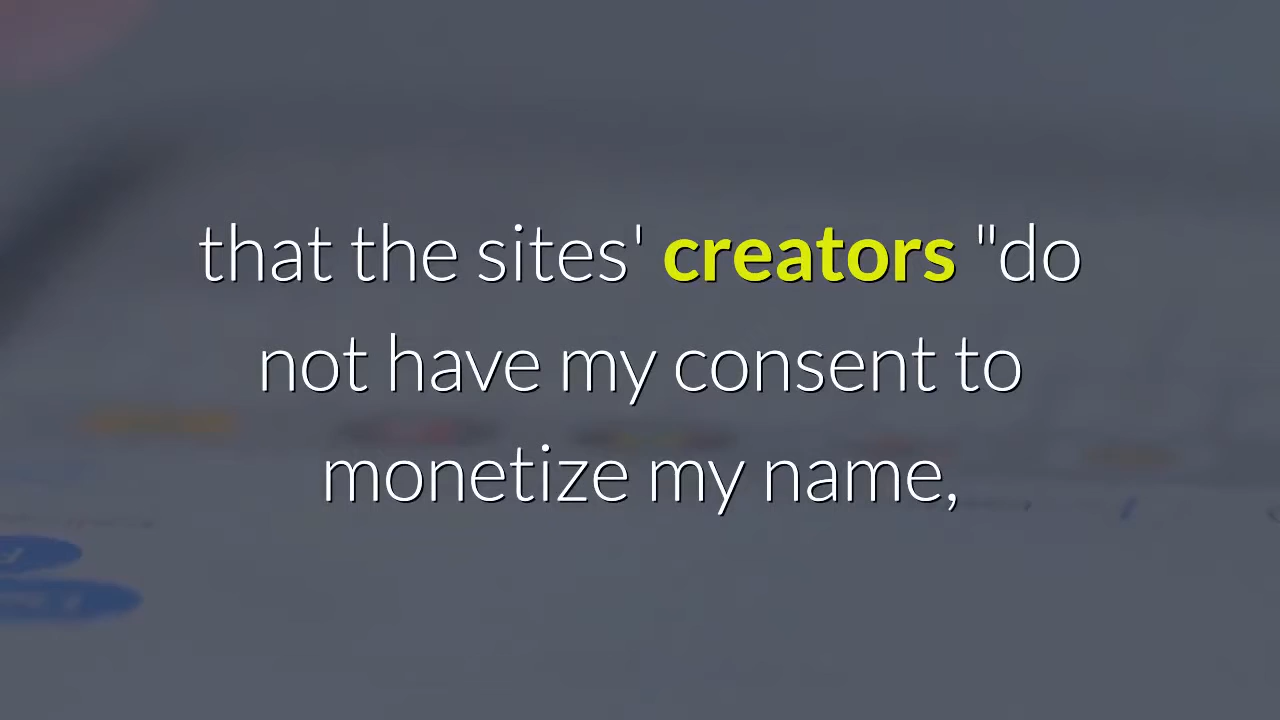 that the sites' creators "do
not have my consent to
monetize my name,